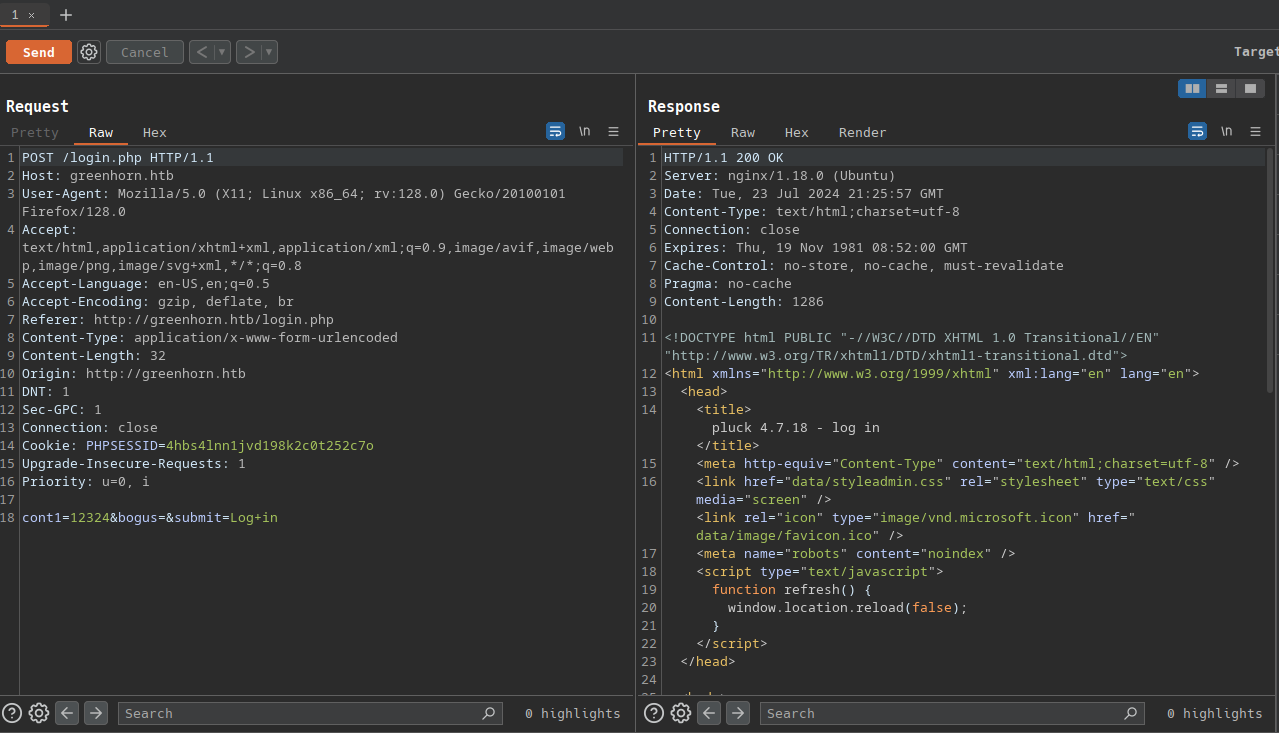 1 × +
Send Cancel < ▾ > ▾ Target
Request
Pretty Raw Hex \n ≡
1 POST /login.php HTTP/1.1
2 Host: greenhorn.htb
3 User-Agent: Mozilla/5.0 (X11; Linux x86_64; rv:128.0) Gecko/20100101
Firefox/128.0
4 Accept:
text/html,application/xhtml+xml,application/xml;q=0.9,image/avif,image/web
p,image/png,image/svg+xml,*/*;q=0.8
5 Accept-Language: en-US,en;q=0.5
6 Accept-Encoding: gzip, deflate, br
7 Referer: http://greenhorn.htb/login.php
8 Content-Type: application/x-www-form-urlencoded
9 Content-Length: 32
10 Origin: http://greenhorn.htb
11 DNT: 1
12 Sec-GPC: 1
13 Connection: close
14 Cookie: PHPSESSID=4hbs4lnn1jvd198k2c0t252c7o
15 Upgrade-Insecure-Requests: 1
16 Priority: u=0, i
17
18 cont1=12324&bogus=&submit=Log+in
Search 0 highlights
Response
Pretty Raw Hex Render \n ≡
1 HTTP/1.1 200 OK
2 Server: nginx/1.18.0 (Ubuntu)
3 Date: Tue, 23 Jul 2024 21:25:57 GMT
4 Content-Type: text/html;charset=utf-8
5 Connection: close
6 Expires: Thu, 19 Nov 1981 08:52:00 GMT
7 Cache-Control: no-store, no-cache, must-revalidate
8 Pragma: no-cache
9 Content-Length: 1286
10
11 <!DOCTYPE html PUBLIC "-//W3C//DTD XHTML 1.0 Transitional//EN"
"http://www.w3.org/TR/xhtml1/DTD/xhtml1-transitional.dtd">
12 <html xmlns="http://www.w3.org/1999/xhtml" xml:lang="en" lang="en">
13 <head>
14 <title>
pluck 4.7.18 - log in
</title>
15 <meta http-equiv="Content-Type" content="text/html;charset=utf-8" />
16 <link href="data/styleadmin.css" rel="stylesheet" type="text/css"
media="screen" />
<link rel="icon" type="image/vnd.microsoft.icon" href="
data/image/favicon.ico" />
17 <meta name="robots" content="noindex" />
18 <script type="text/javascript">
19 function refresh() {
20 window.location.reload(false);
21 }
22 </script>
23 </head>
24
Search 0 highlights